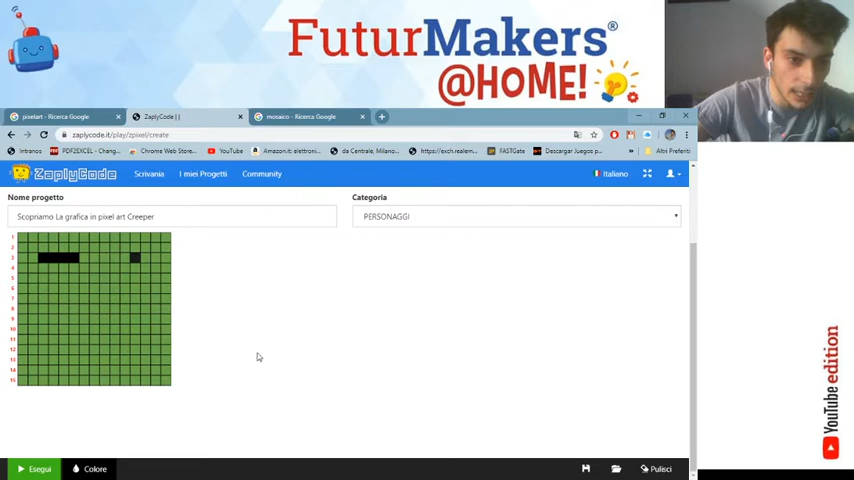 FuturMakers®
@HOME!
pixelart - Ricerca Google
ZaplyCode | |
mosaico - Ricerca Google
zaplycode.it/play/zpixel/create
Intranos
PDF2EXCEL - Chang...
Chrome Web Store...
YouTube
Amazon.it: elettroni...
da Centrale, Milano...
https://exch.realem...
FASTGate
Descargar Juegos p...
»
Altri Preferiti
ZaplyCode
Scrivania
I miei Progetti
Community
Italiano
Nome progetto
Categoria
Scopriamo La grafica in pixel art Creeper
PERSONAGGI
1
2
3
4
5
6
7
8
9
10
11
12
13
14
15
Esegui
Colore
Pulisci
YouTube edition